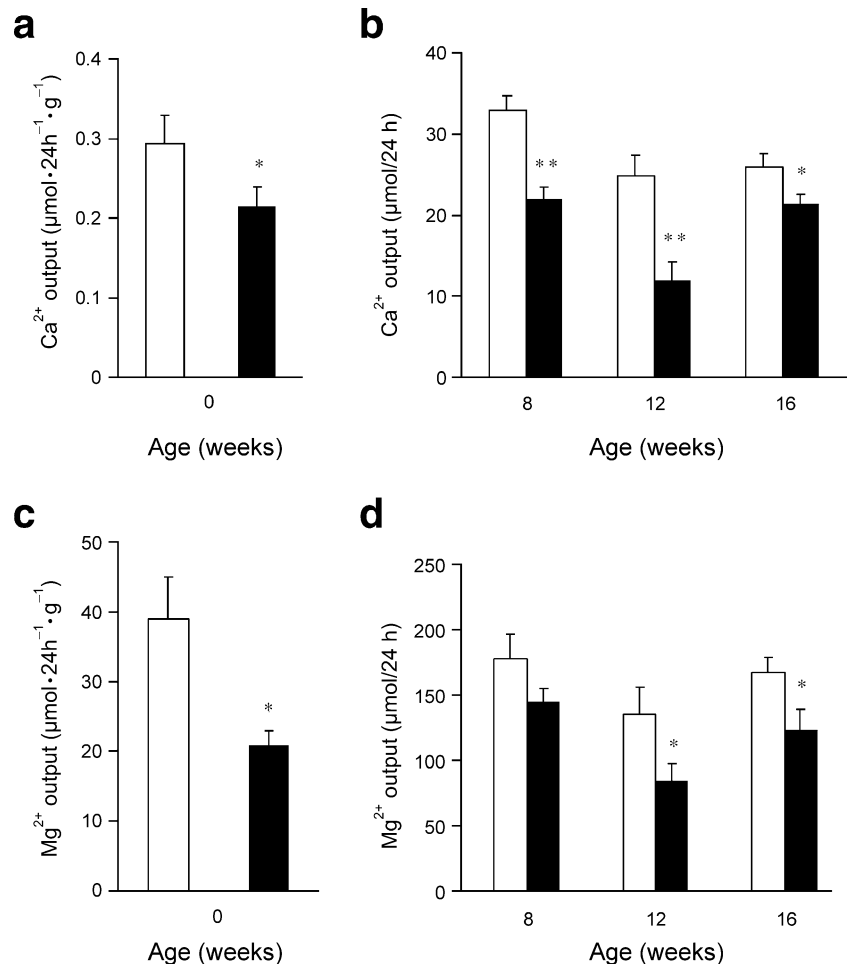 a
0.4
0.3
0.2
0.1
0
Ca²⁺ output (µmol•24h⁻¹•g⁻¹)
*
0
Age (weeks)
b
40
30
20
10
0
Ca²⁺ output (µmol/24 h)
**
**
*
8 12 16
Age (weeks)
c
50
40
30
20
10
0
Mg²⁺ output (µmol•24h⁻¹•g⁻¹)
*
0
Age (weeks)
d
250
200
150
100
50
0
Mg²⁺ output (µmol/24 h)
*
*
8 12 16
Age (weeks)